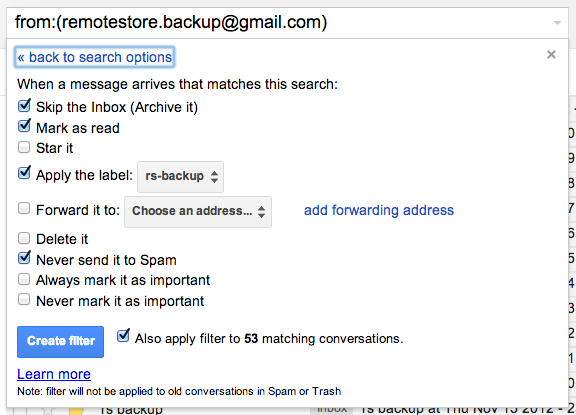 from:(remotestore.backup@gmail.com)
« back to search options
When a message arrives that matches this search:
Skip the Inbox (Archive it)
Mark as read
Star it
Apply the label: rs-backup
Forward it to: Choose an address... add forwarding address
Delete it
Never send it to Spam
Always mark it as important
Never mark it as important
Create filter Also apply filter to 53 matching conversations.
Learn more
Note: filter will not be applied to old conversations in Spam or Trash
rs backup Inbox rs backup at Thu Nov 15 2012 - 2